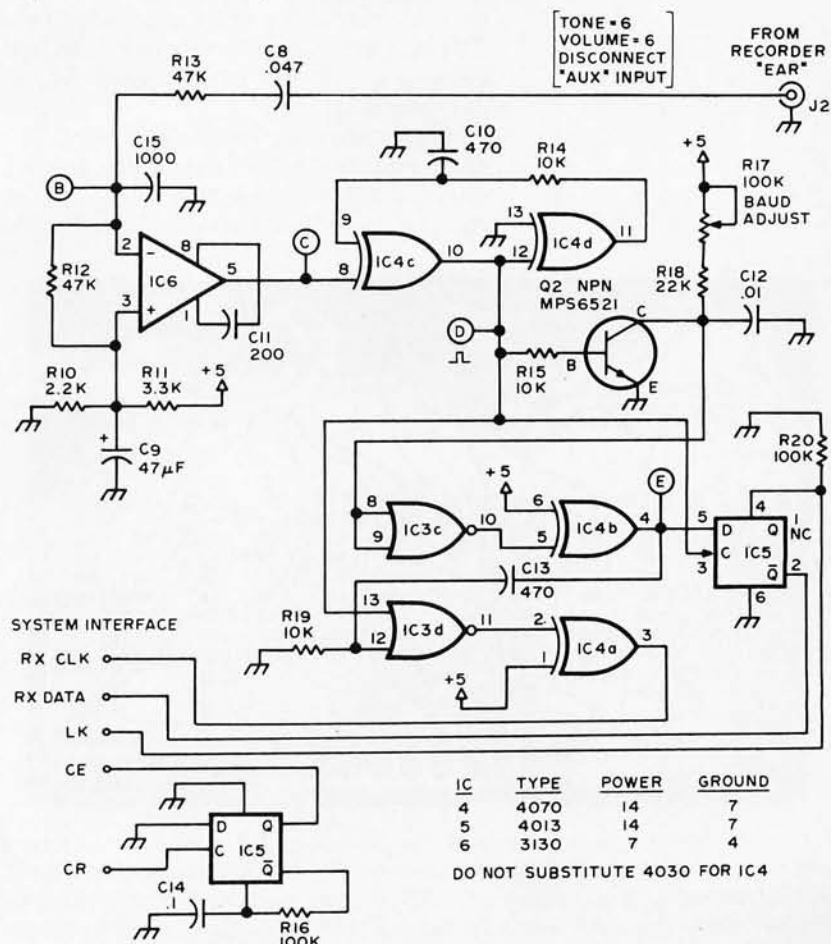 [TONE = 6
VOLUME = 6
DISCONNECT
"AUX" INPUT]
FROM
RECORDER
"EAR"
J2
R13
47K
C8
.047
C15
1000
B
C10
470
R14
10K
+5
R17
100K
BAUD
ADJUST
R12
47K
2
-
8
IC6
5
3
+
1
C11
200
C
9
8
IC4c
10
13
12
IC4d
11
Q2 NPN
MPS6521
R18
22K
C12
.01
D
R15
10K
B
C
E
R10
2.2K
R11
3.3K
+5
C9
+
47µF
R20
100K
+5
E
8
9
IC3c
10
6
5
IC4b
4
5
D
4
Q
1
NC
C
IC5
3
Q̅
2
6
C13
470
R19
10K
13
12
IC3d
11
2
1
IC4a
3
+5
SYSTEM INTERFACE
RX CLK
RX DATA
LK
CE
CR
D
Q
C
IC5
Q̅
C14
.1
R16
100K
IC TYPE POWER GROUND
4 4070 14 7
5 4013 14 7
6 3130 7 4
DO NOT SUBSTITUTE 4030 FOR IC4